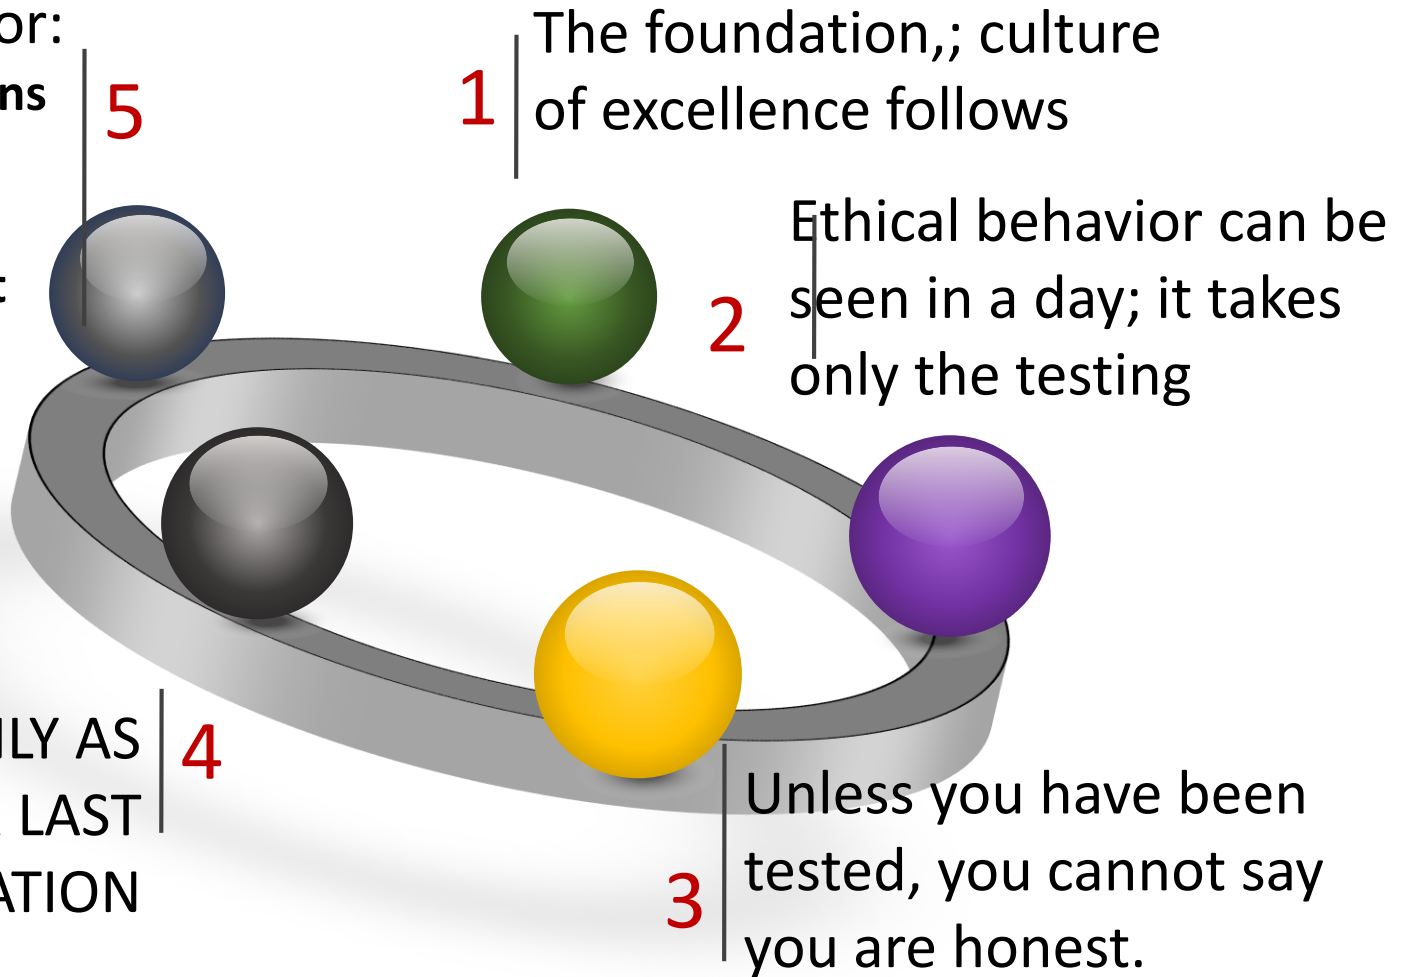 or:
ns
5
1
The foundation,; culture
of excellence follows
2
Ethical behavior can be
seen in a day; it takes
only the testing
4
AS
LAST
3
Unless you have been
tested, you cannot say
you are honest.